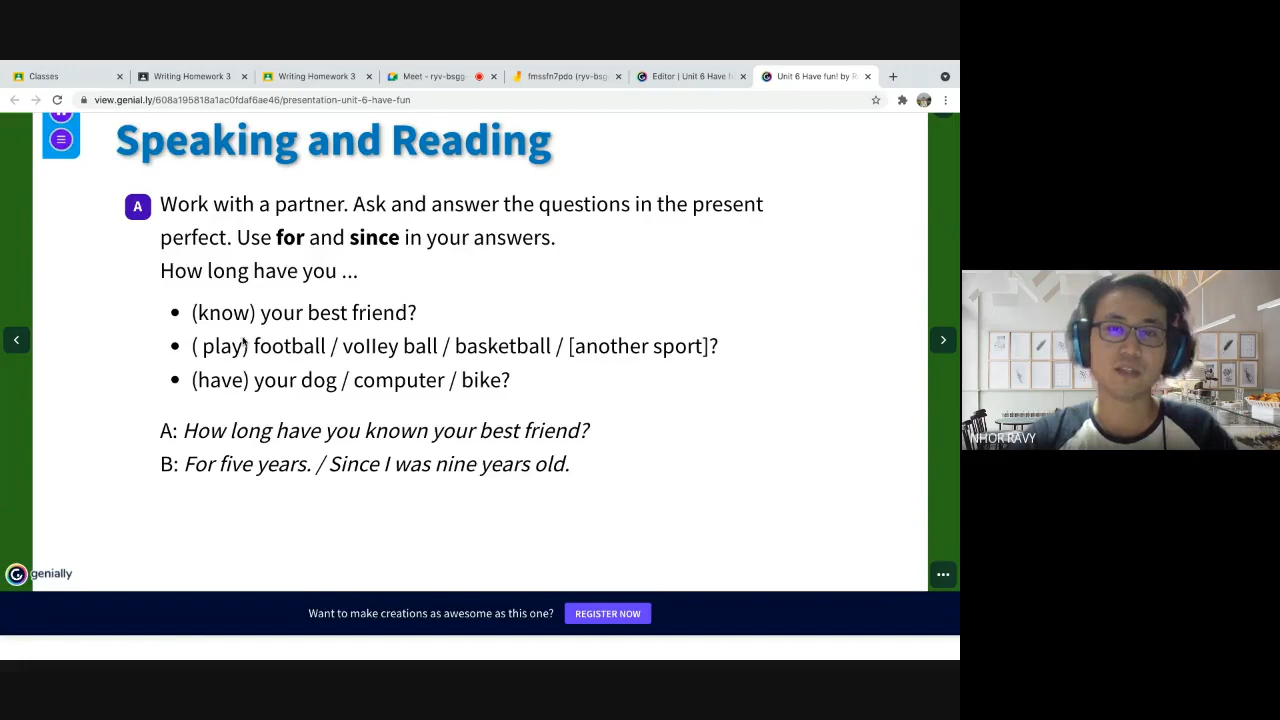 Classes
Writing Homework 3
Writing Homework 3
Meet - ryv-bsgg
fmssfn7pdo (ryv-bsg
Editor | Unit 6 Have f
Unit 6 Have fun! by R
view.genial.ly/608a195818a1ac0fdaf6ae46/presentation-unit-6-have-fun
Speaking and Reading
A Work with a partner. Ask and answer the questions in the present
perfect. Use for and since in your answers.
How long have you ...
• (know) your best friend?
• ( play) football / volley ball / basketball / [another sport]?
• (have) your dog / computer / bike?
A: How long have you known your best friend?
B: For five years. / Since I was nine years old.
genially
Want to make creations as awesome as this one? REGISTER NOW
NHOR RAVY